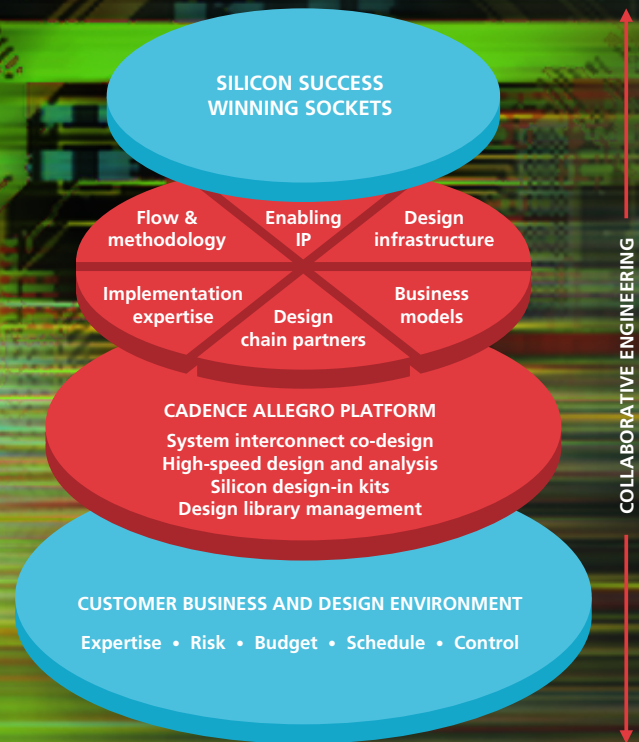 SILICON SUCCESS
WINNING SOCKETS
Flow &
methodology
Enabling
IP
Design
infrastructure
Implementation
expertise
Design
chain partners
Business
models
CADENCE ALLEGRO PLATFORM
System interconnect co-design
High-speed design and analysis
Silicon design-in kits
Design library management
CUSTOMER BUSINESS AND DESIGN ENVIRONMENT
Expertise • Risk • Budget • Schedule • Control
COLLABORATIVE ENGINEERING